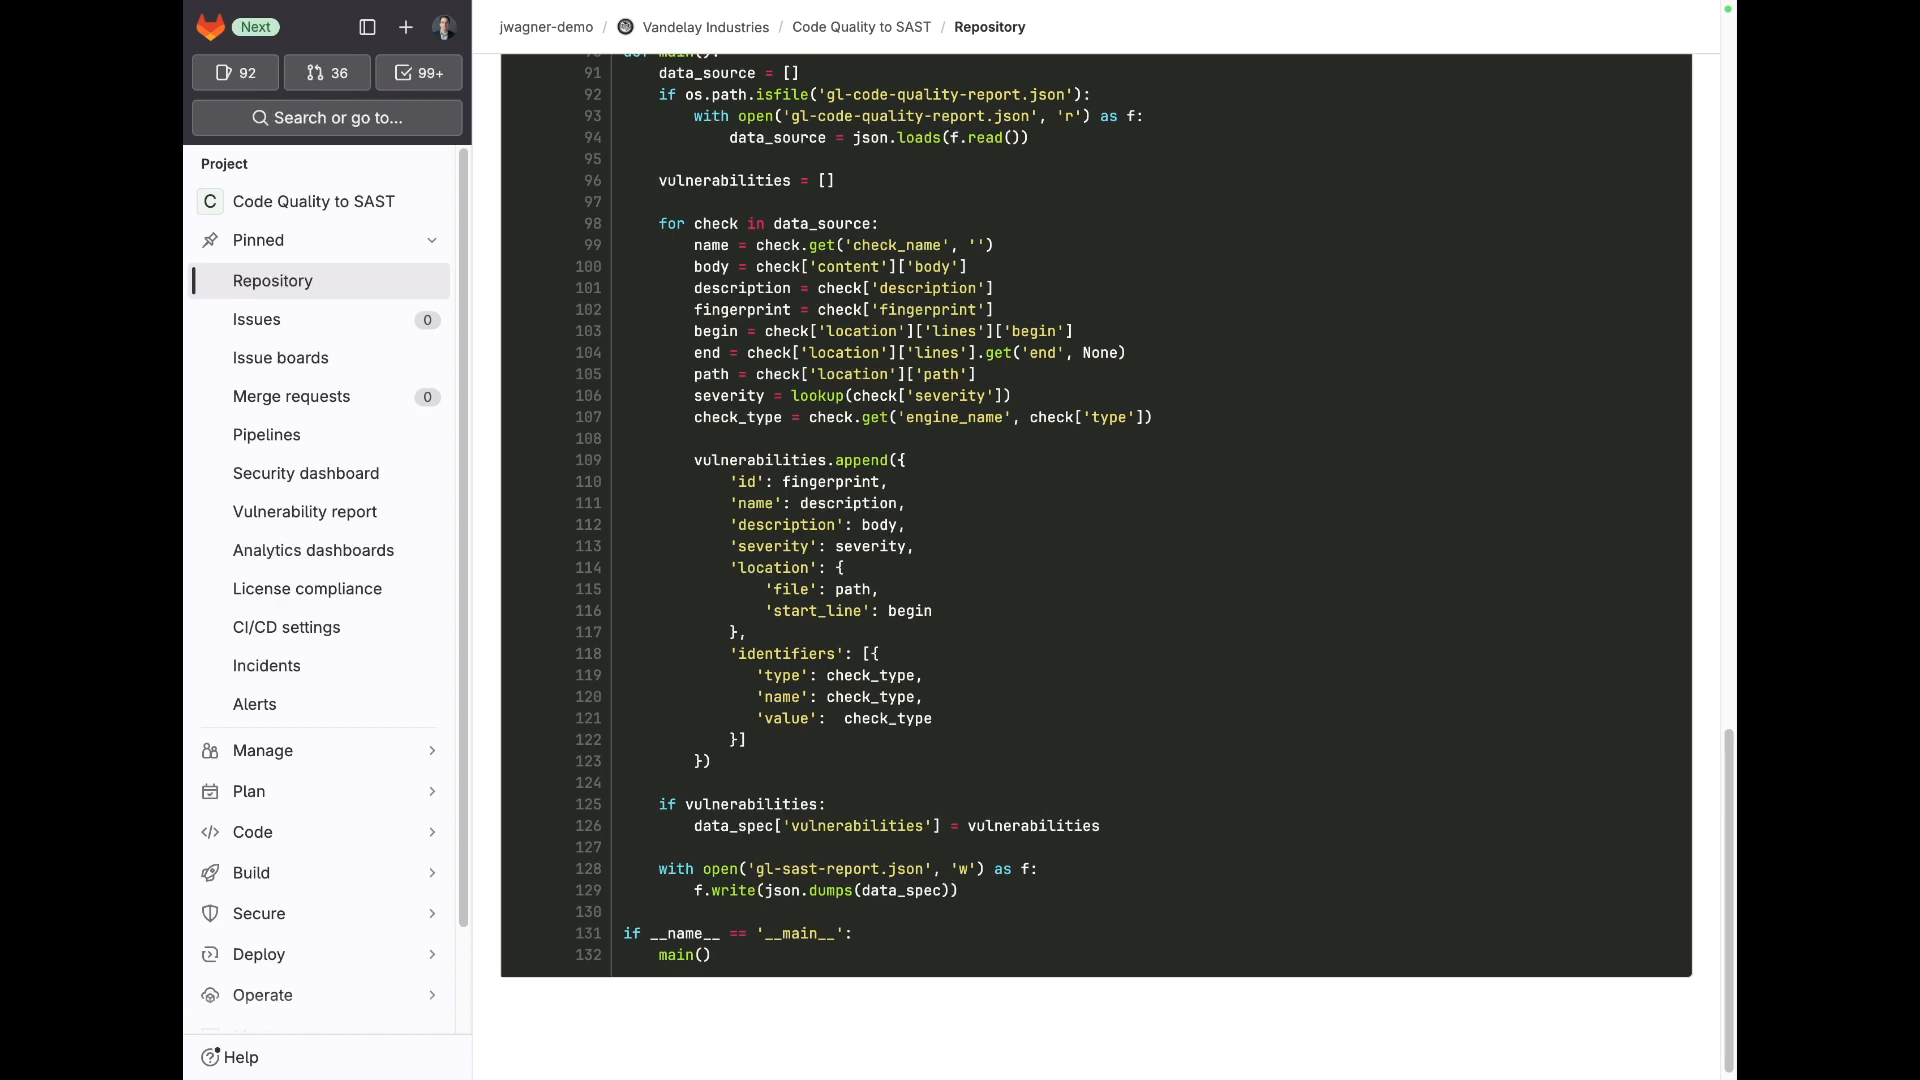 Next
92
36
99+
Search or go to...
Project
C Code Quality to SAST
Pinned
Repository
Issues 0
Issue boards
Merge requests 0
Pipelines
Security dashboard
Vulnerability report
Analytics dashboards
License compliance
CI/CD settings
Incidents
Alerts
Manage
Plan
Code
Build
Secure
Deploy
Operate
Help
jwagner-demo / Vandelay Industries / Code Quality to SAST / Repository
90 def main():
91     data_source = []
92     if os.path.isfile('gl-code-quality-report.json'):
93         with open('gl-code-quality-report.json', 'r') as f:
94             data_source = json.loads(f.read())
95
96     vulnerabilities = []
97
98     for check in data_source:
99         name = check.get('check_name', '')
100         body = check['content']['body']
101         description = check['description']
102         fingerprint = check['fingerprint']
103         begin = check['location']['lines']['begin']
104         end = check['location']['lines'].get('end', None)
105         path = check['location']['path']
106         severity = lookup(check['severity'])
107         check_type = check.get('engine_name', check['type'])
108
109         vulnerabilities.append({
110             'id': fingerprint,
111             'name': description,
112             'description': body,
113             'severity': severity,
114             'location': {
115                 'file': path,
116                 'start_line': begin
117             },
118             'identifiers': [{
119                'type': check_type,
120                'name': check_type,
121                'value':  check_type
122             }]
123         })
124
125     if vulnerabilities:
126         data_spec['vulnerabilities'] = vulnerabilities
127
128     with open('gl-sast-report.json', 'w') as f:
129         f.write(json.dumps(data_spec))
130
131 if __name__ == '__main__':
132     main()